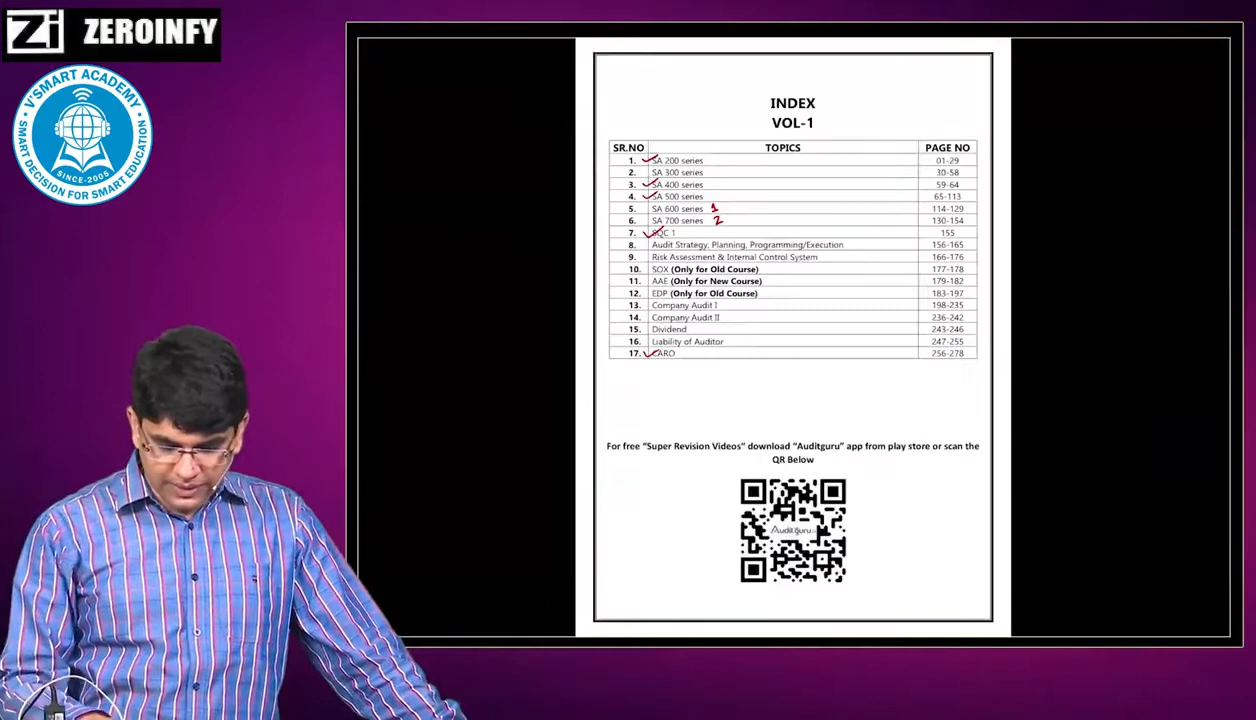 Zi ZEROINFY
V'SMART ACADEMY
SINCE-2005
SMART DECISION FOR SMART EDUCATION
INDEX
VOL-1
SR.NO TOPICS PAGE NO
1. SA 200 series 01-29
2. SA 300 series 30-58
3. SA 400 series 59-64
4. SA 500 series 65-113
5. SA 600 series 1 114-129
6. SA 700 series 2 130-154
7. SQC 1 155
8. Audit Strategy, Planning, Programming/Execution 156-165
9. Risk Assessment & Internal Control System 166-176
10. SOX (Only for Old Course) 177-178
11. AAE (Only for New Course) 179-182
12. EDP (Only for Old Course) 183-197
13. Company Audit I 198-235
14. Company Audit II 236-242
15. Dividend 243-246
16. Liability of Auditor 247-255
17. CARO 256-278
For free "Super Revision Videos" download "Auditguru" app from play store or scan the
QR Below
Auditguru